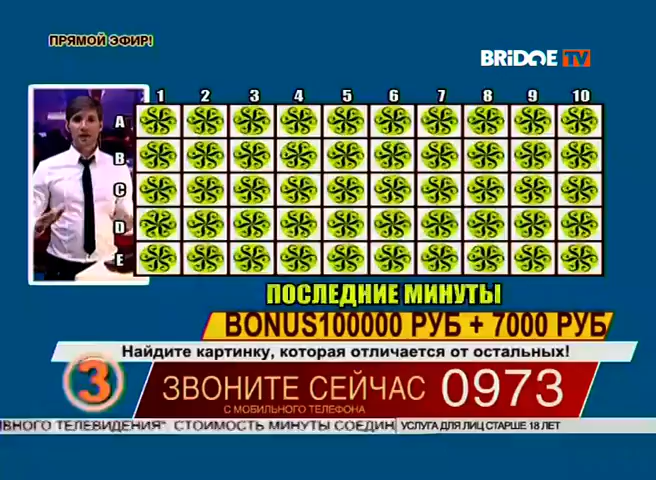 ПРЯМОЙ ЭФИР!
BRiDGE TV
1 2 3 4 5 6 7 8 9 10
A
B
C
D
E
ПОСЛЕДНИЕ МИНУТЫ
BONUS100000 РУБ + 7000 РУБ
Найдите картинку, которая отличается от остальных!
3
ЗВОНИТЕ СЕЙЧАС 0973
С МОБИЛЬНОГО ТЕЛЕФОНА
ИВНОГО ТЕЛЕВИДЕНИЯ" СТОИМОСТЬ МИНУТЫ СОЕДИН УСЛУГА ДЛЯ ЛИЦ СТАРШЕ 18 ЛЕТ